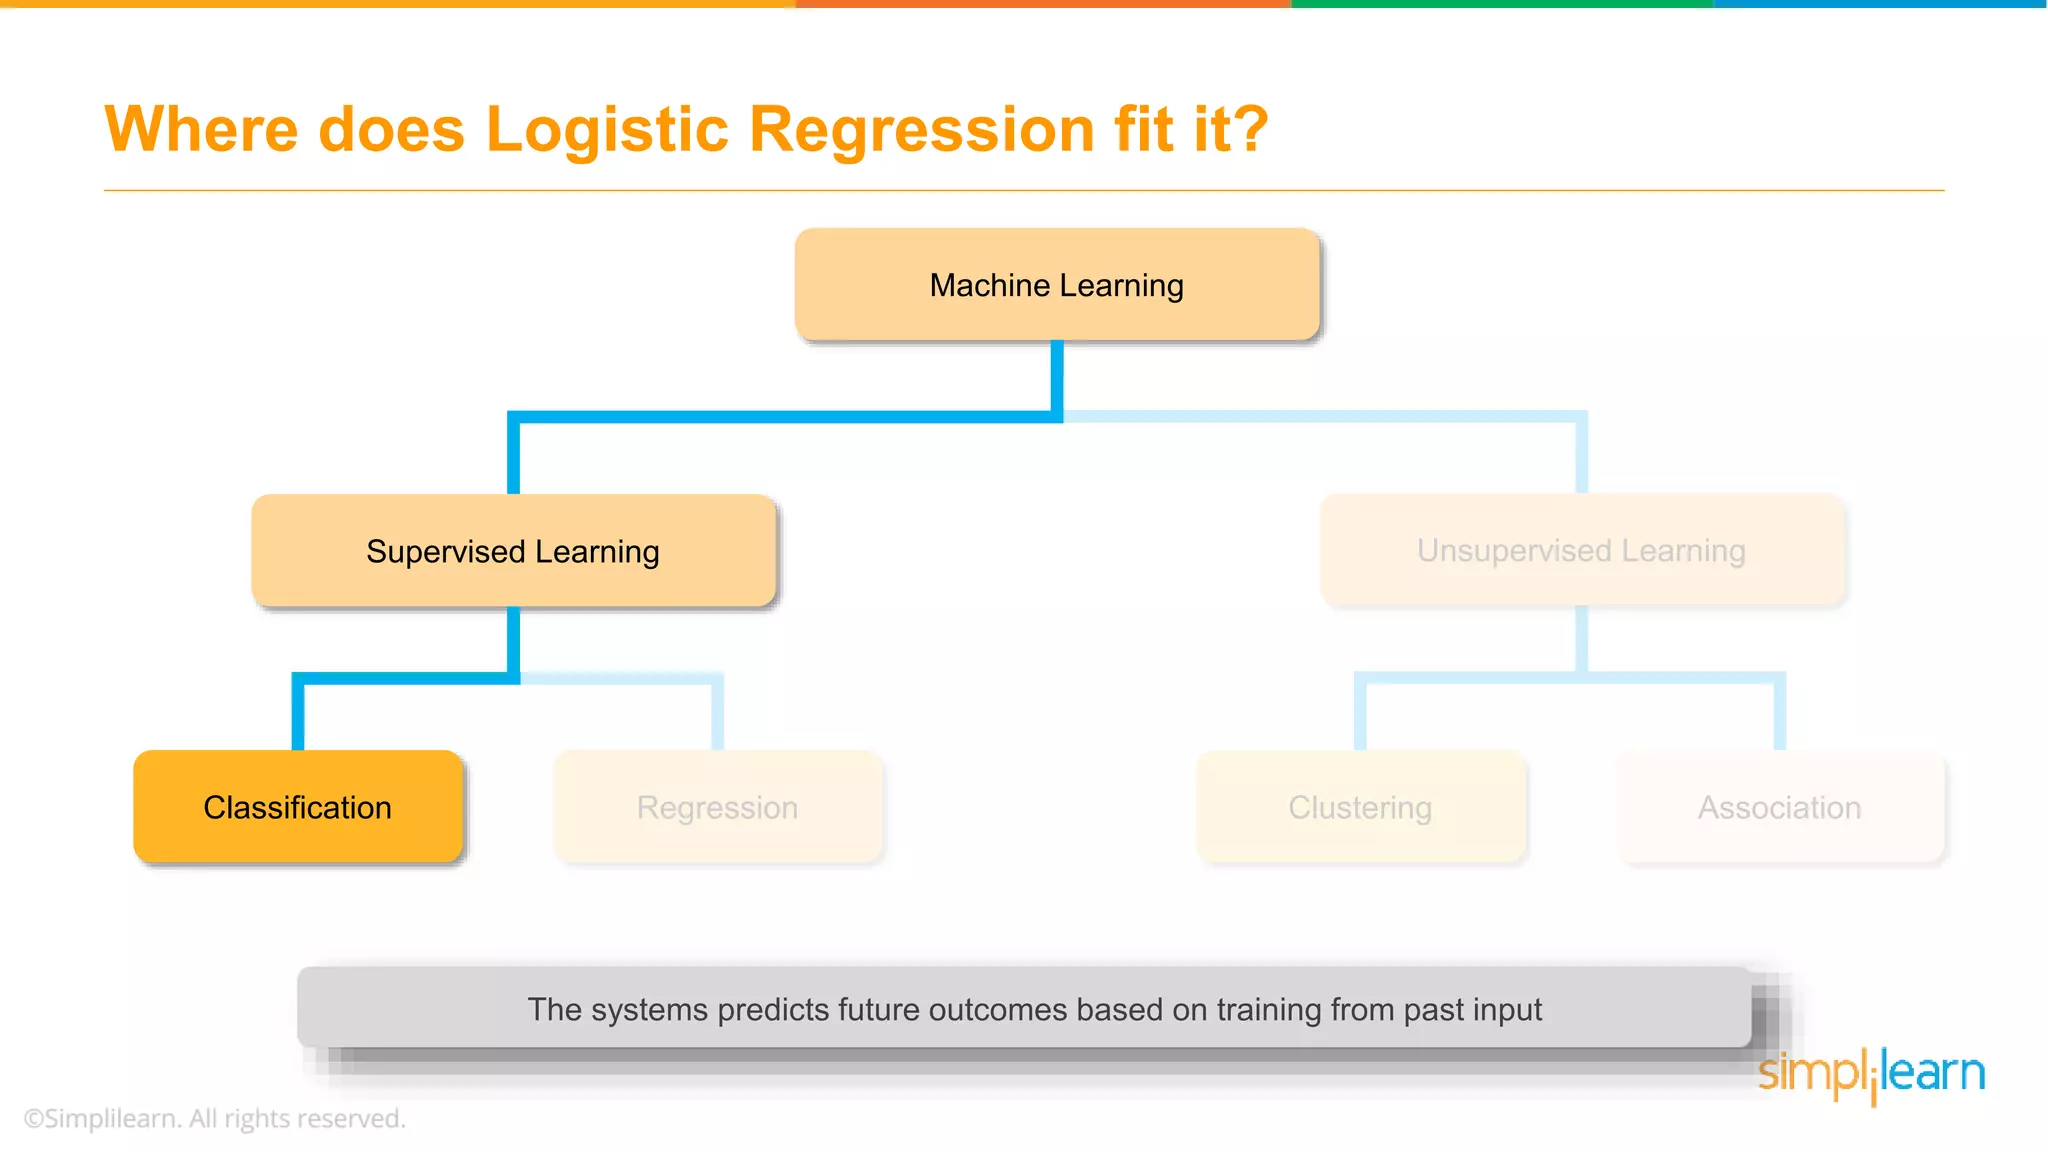 Where does Logistic Regression fit it?
Machine Learning
Supervised Learning
Unsupervised Learning
Classification
Regression
Clustering
Association
The systems predicts future outcomes based on training from past input
simplilearn
©Simplilearn. All rights reserved.